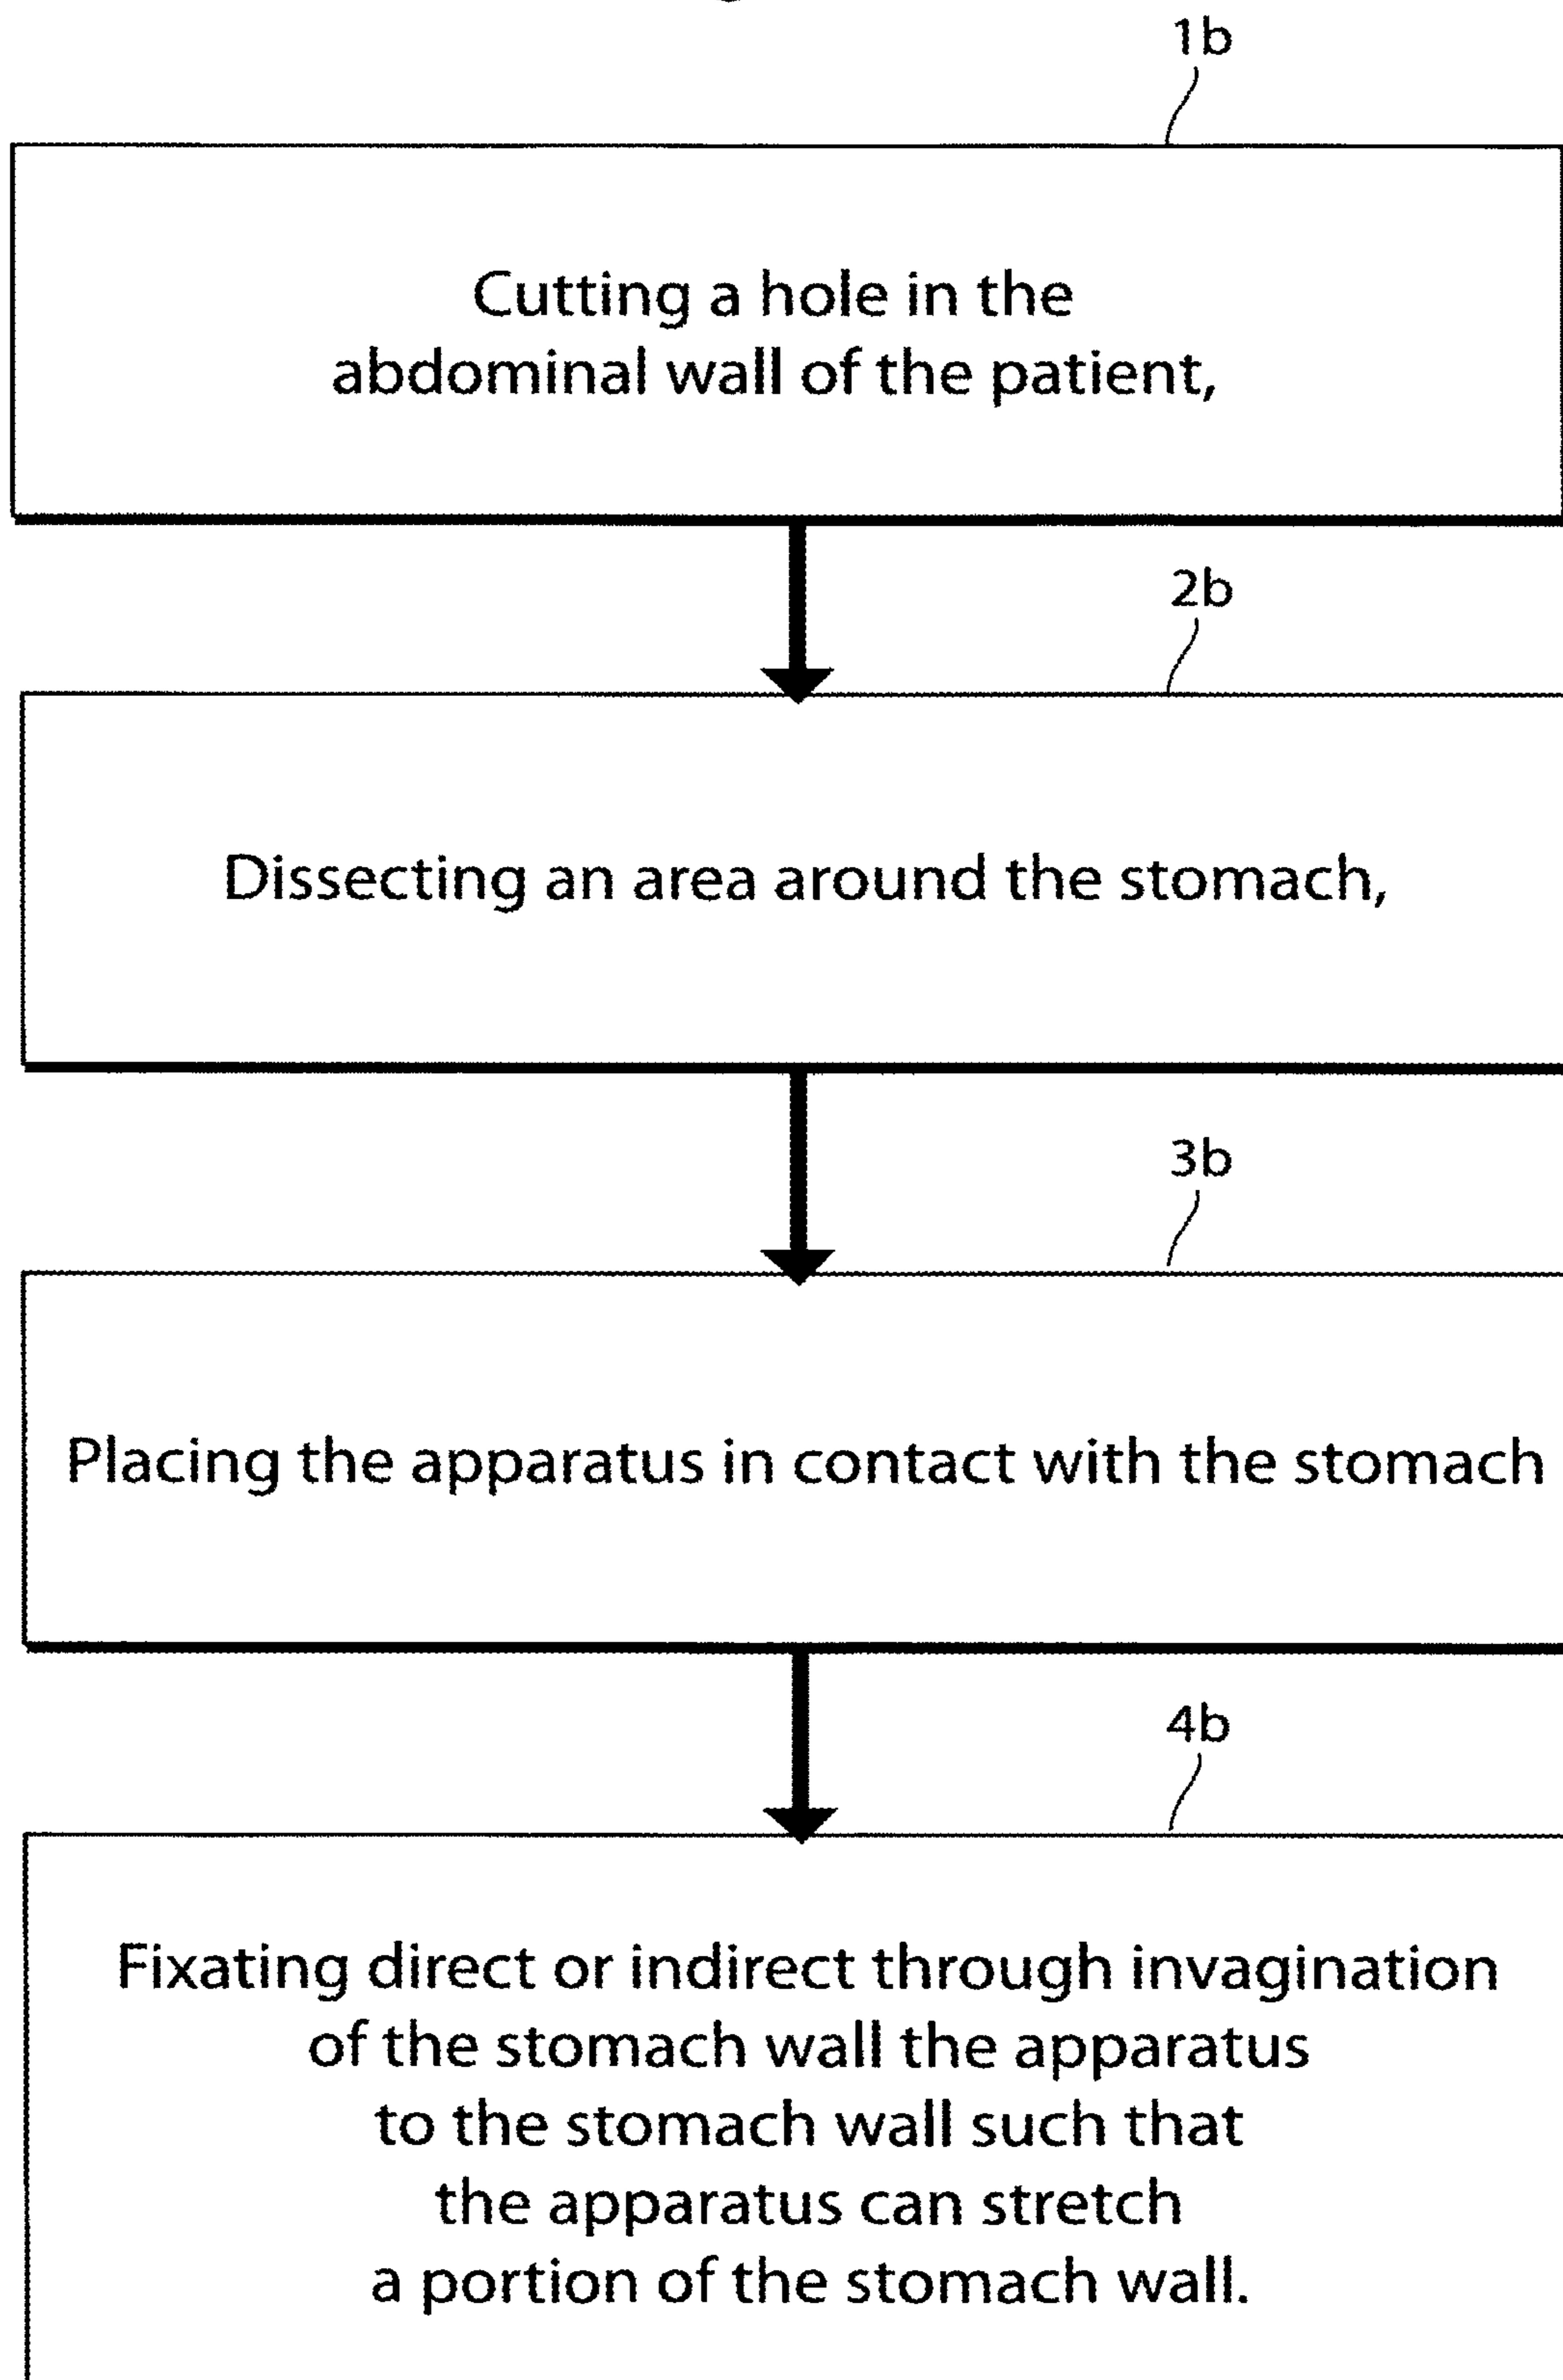 1b
Cutting a hole in the
abdominal wall of the patient,
2b
Dissecting an area around the stomach,
3b
Placing the apparatus in contact with the stomach
4b
Fixating direct or indirect through invagination
of the stomach wall the apparatus
to the stomach wall such that
the apparatus can stretch
a portion of the stomach wall.